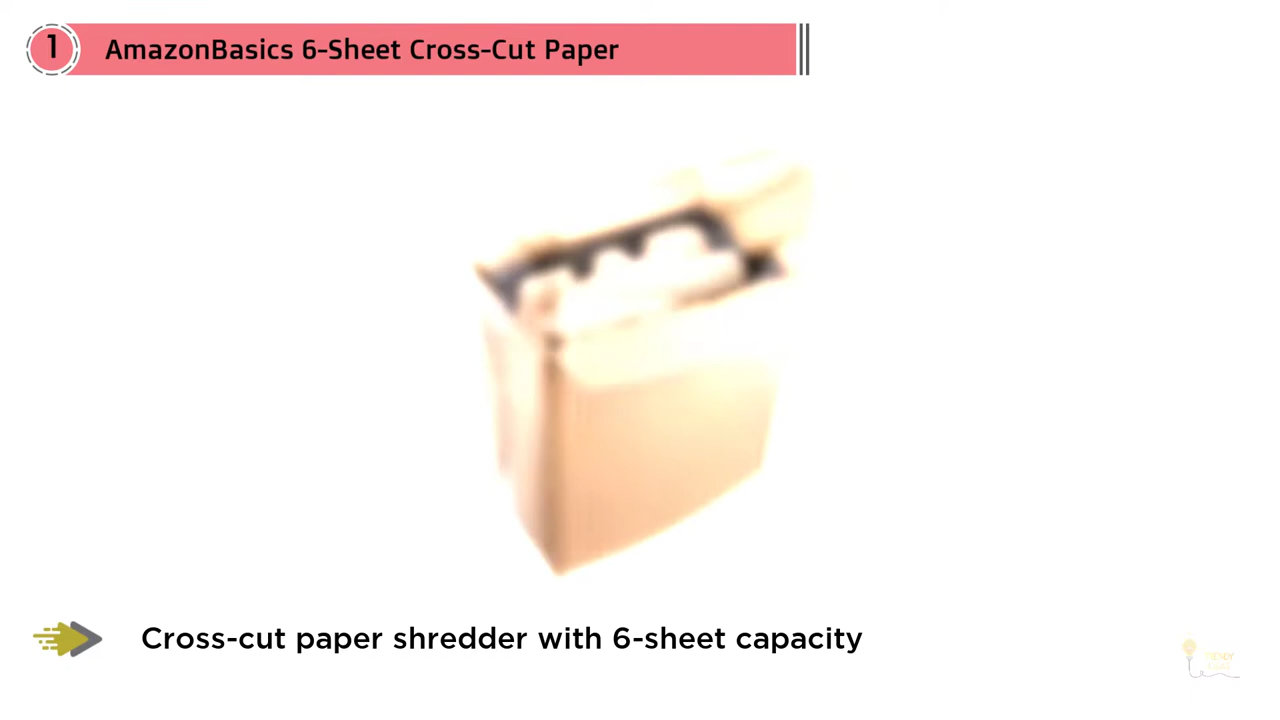 1
AmazonBasics 6-Sheet Cross-Cut Paper
Cross-cut paper shredder with 6-sheet capacity